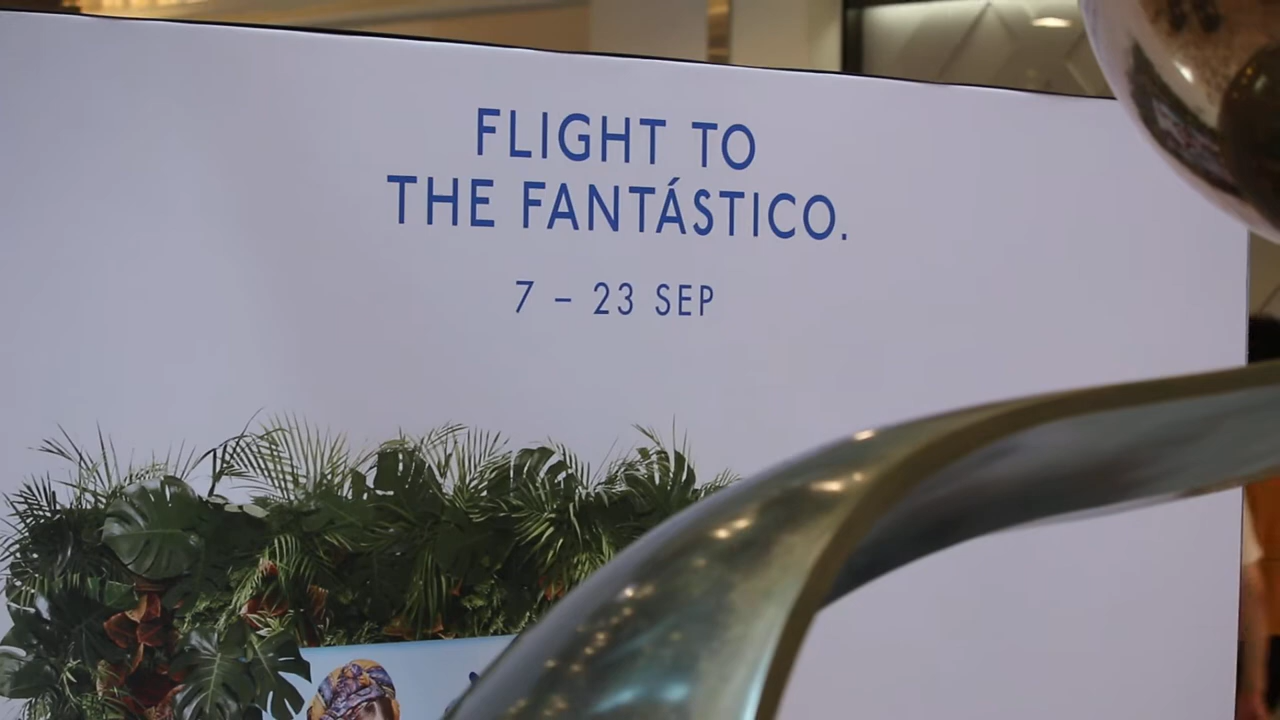 FLIGHT TO
THE FANTÁSTICO.
7 – 23 SEP